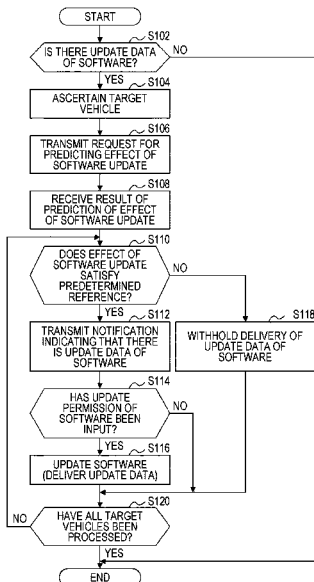 START
S102
IS THERE UPDATE DATA
OF SOFTWARE?
NO
YES
S104
ASCERTAIN TARGET
VEHICLE
S106
TRANSMIT REQUEST FOR
PREDICTING EFFECT OF
SOFTWARE UPDATE
S108
RECEIVE RESULT OF
PREDICTION OF EFFECT
OF SOFTWARE UPDATE
S110
DOES EFFECT OF
SOFTWARE UPDATE
SATISFY
PREDETERMINED
REFERENCE?
NO
YES
S112
TRANSMIT NOTIFICATION
INDICATING THAT THERE
IS UPDATE DATA OF
SOFTWARE
S118
WITHHOLD DELIVERY OF
UPDATE DATA OF
SOFTWARE
S114
HAS UPDATE
PERMISSION OF
SOFTWARE BEEN
INPUT?
NO
YES
S116
UPDATE SOFTWARE
(DELIVER UPDATE DATA)
S120
HAVE ALL TARGET
VEHICLES BEEN
PROCESSED?
NO
YES
END